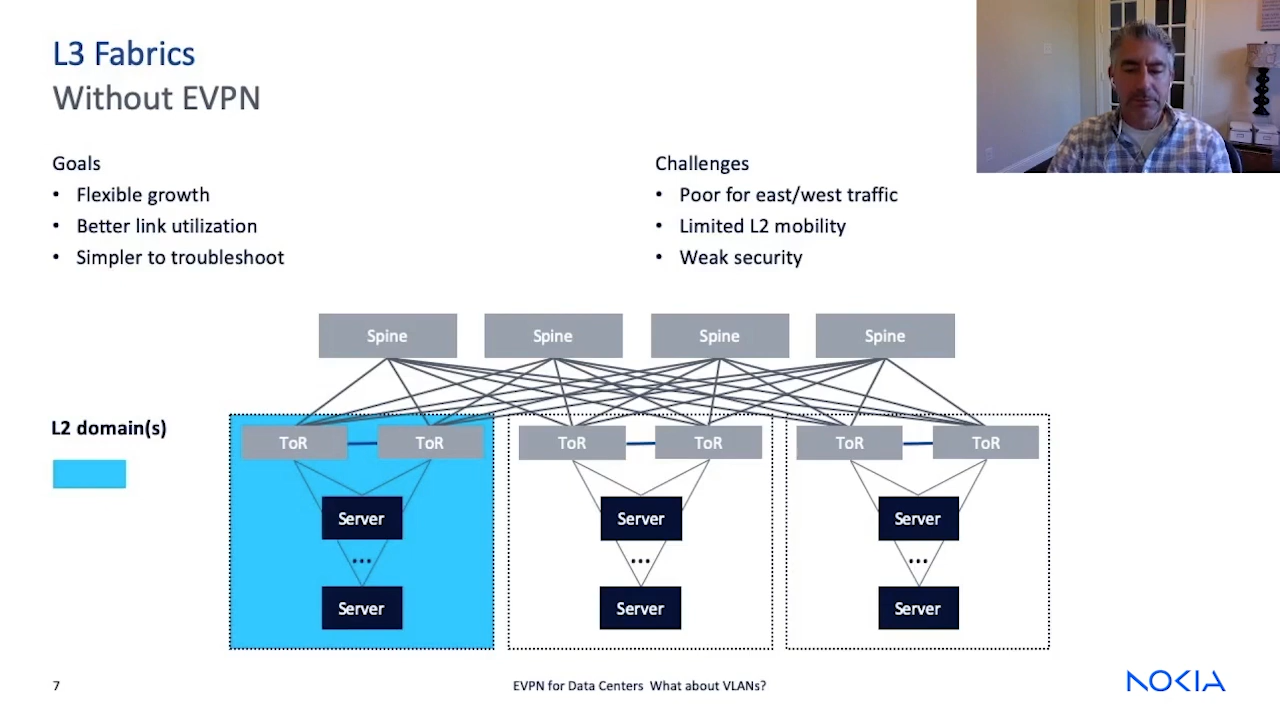 L3 Fabrics
Without EVPN
Goals
• Flexible growth
• Better link utilization
• Simpler to troubleshoot
Challenges
• Poor for east/west traffic
• Limited L2 mobility
• Weak security
Spine Spine Spine Spine
L2 domain(s)
ToR ToR ToR ToR ToR ToR
Server Server Server
... ... ...
Server Server Server
7
EVPN for Data Centers What about VLANs?
NOKIA